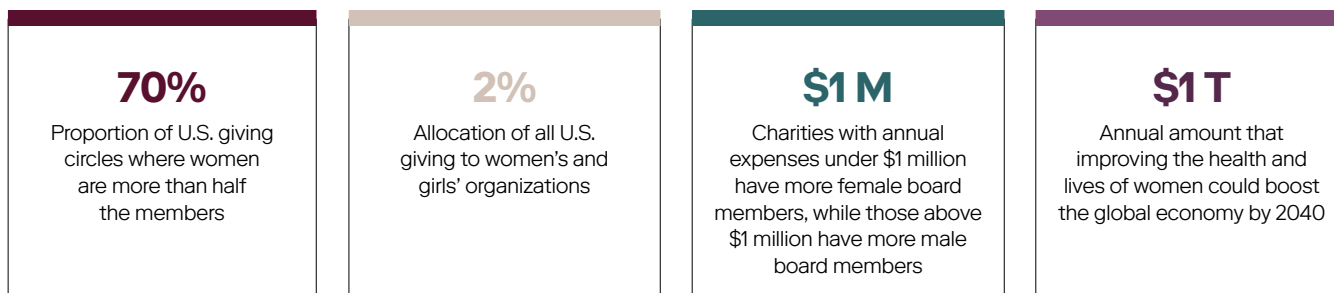 70%
Proportion of U.S. giving
circles where women
are more than half
the members
2%
Allocation of all U.S.
giving to women's and
girls' organizations
$1 M
Charities with annual
expenses under $1 million
have more female board
members, while those above
$1 million have more male
board members
$1 T
Annual amount that
improving the health and
lives of women could boost
the global economy by 2040